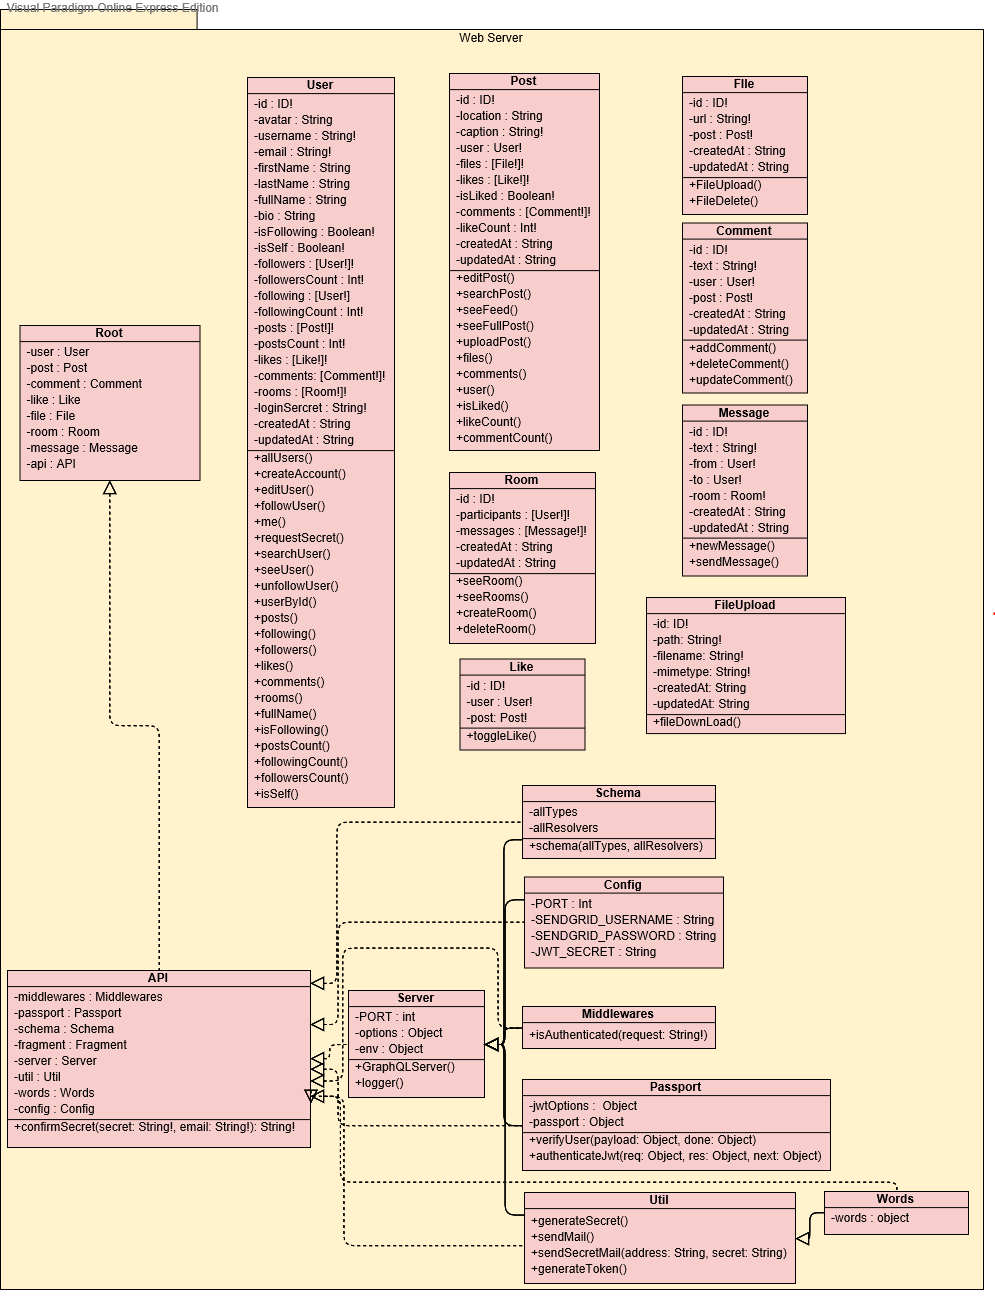 Visual Paradigm Online Express Edition
Web Server
User
-id : ID!
-avatar : String
-username : String!
-email : String!
-firstName : String
-lastName : String
-fullName : String
-bio : String
-isFollowing : Boolean!
-isSelf : Boolean!
-followers : [User!]!
-followersCount : Int!
-following : [User!]
-followingCount : Int!
-posts : [Post!]!
-postsCount : Int!
-likes : [Like!]!
-comments: [Comment!]!
-rooms : [Room!]!
-loginSercret : String!
-createdAt : String
-updatedAt : String
+allUsers()
+createAccount()
+editUser()
+followUser()
+me()
+requestSecret()
+searchUser()
+seeUser()
+unfollowUser()
+userById()
+posts()
+following()
+followers()
+likes()
+comments()
+rooms()
+fullName()
+isFollowing()
+postsCount()
+followingCount()
+followersCount()
+isSelf()
Post
-id : ID!
-location : String
-caption : String!
-user : User!
-files : [File!]!
-likes : [Like!]!
-isLiked : Boolean!
-comments : [Comment!]!
-likeCount : Int!
-createdAt : String
-updatedAt : String
+editPost()
+searchPost()
+seeFeed()
+seeFullPost()
+uploadPost()
+files()
+comments()
+user()
+isLiked()
+likeCount()
+commentCount()
FIle
-id : ID!
-url : String!
-post : Post!
-createdAt : String
-updatedAt : String
+FileUpload()
+FileDelete()
Comment
-id : ID!
-text : String!
-user : User!
-post : Post!
-createdAt : String
-updatedAt : String
+addComment()
+deleteComment()
+updateComment()
Root
-user : User
-post : Post
-comment : Comment
-like : Like
-file : File
-room : Room
-message : Message
-api : API
Message
-id : ID!
-text : String!
-from : User!
-to : User!
-room : Room!
-createdAt : String
-updatedAt : String
+newMessage()
+sendMessage()
Room
-id : ID!
-participants : [User!]!
-messages : [Message!]!
-createdAt : String
-updatedAt : String
+seeRoom()
+seeRooms()
+createRoom()
+deleteRoom()
FileUpload
-id: ID!
-path: String!
-filename: String!
-mimetype: String!
-createdAt: String
-updatedAt: String
+fileDownLoad()
Like
-id : ID!
-user : User!
-post: Post!
+toggleLike()
Schema
-allTypes
-allResolvers
+schema(allTypes, allResolvers)
Config
-PORT : Int
-SENDGRID_USERNAME : String
-SENDGRID_PASSWORD : String
-JWT_SECRET : String
API
-middlewares : Middlewares
-passport : Passport
-schema : Schema
-fragment : Fragment
-server : Server
-util : Util
-words : Words
-config : Config
+confirmSecret(secret: String!, email: String!): String!
Server
-PORT : int
-options : Object
-env : Object
+GraphQLServer()
+logger()
Middlewares
+isAuthenticated(request: String!)
Passport
-jwtOptions :  Object
-passport : Object
+verifyUser(payload: Object, done: Object)
+authenticateJwt(req: Object, res: Object, next: Object)
Util
+generateSecret()
+sendMail()
+sendSecretMail(address: String, secret: String)
+generateToken()
Words
-words : object